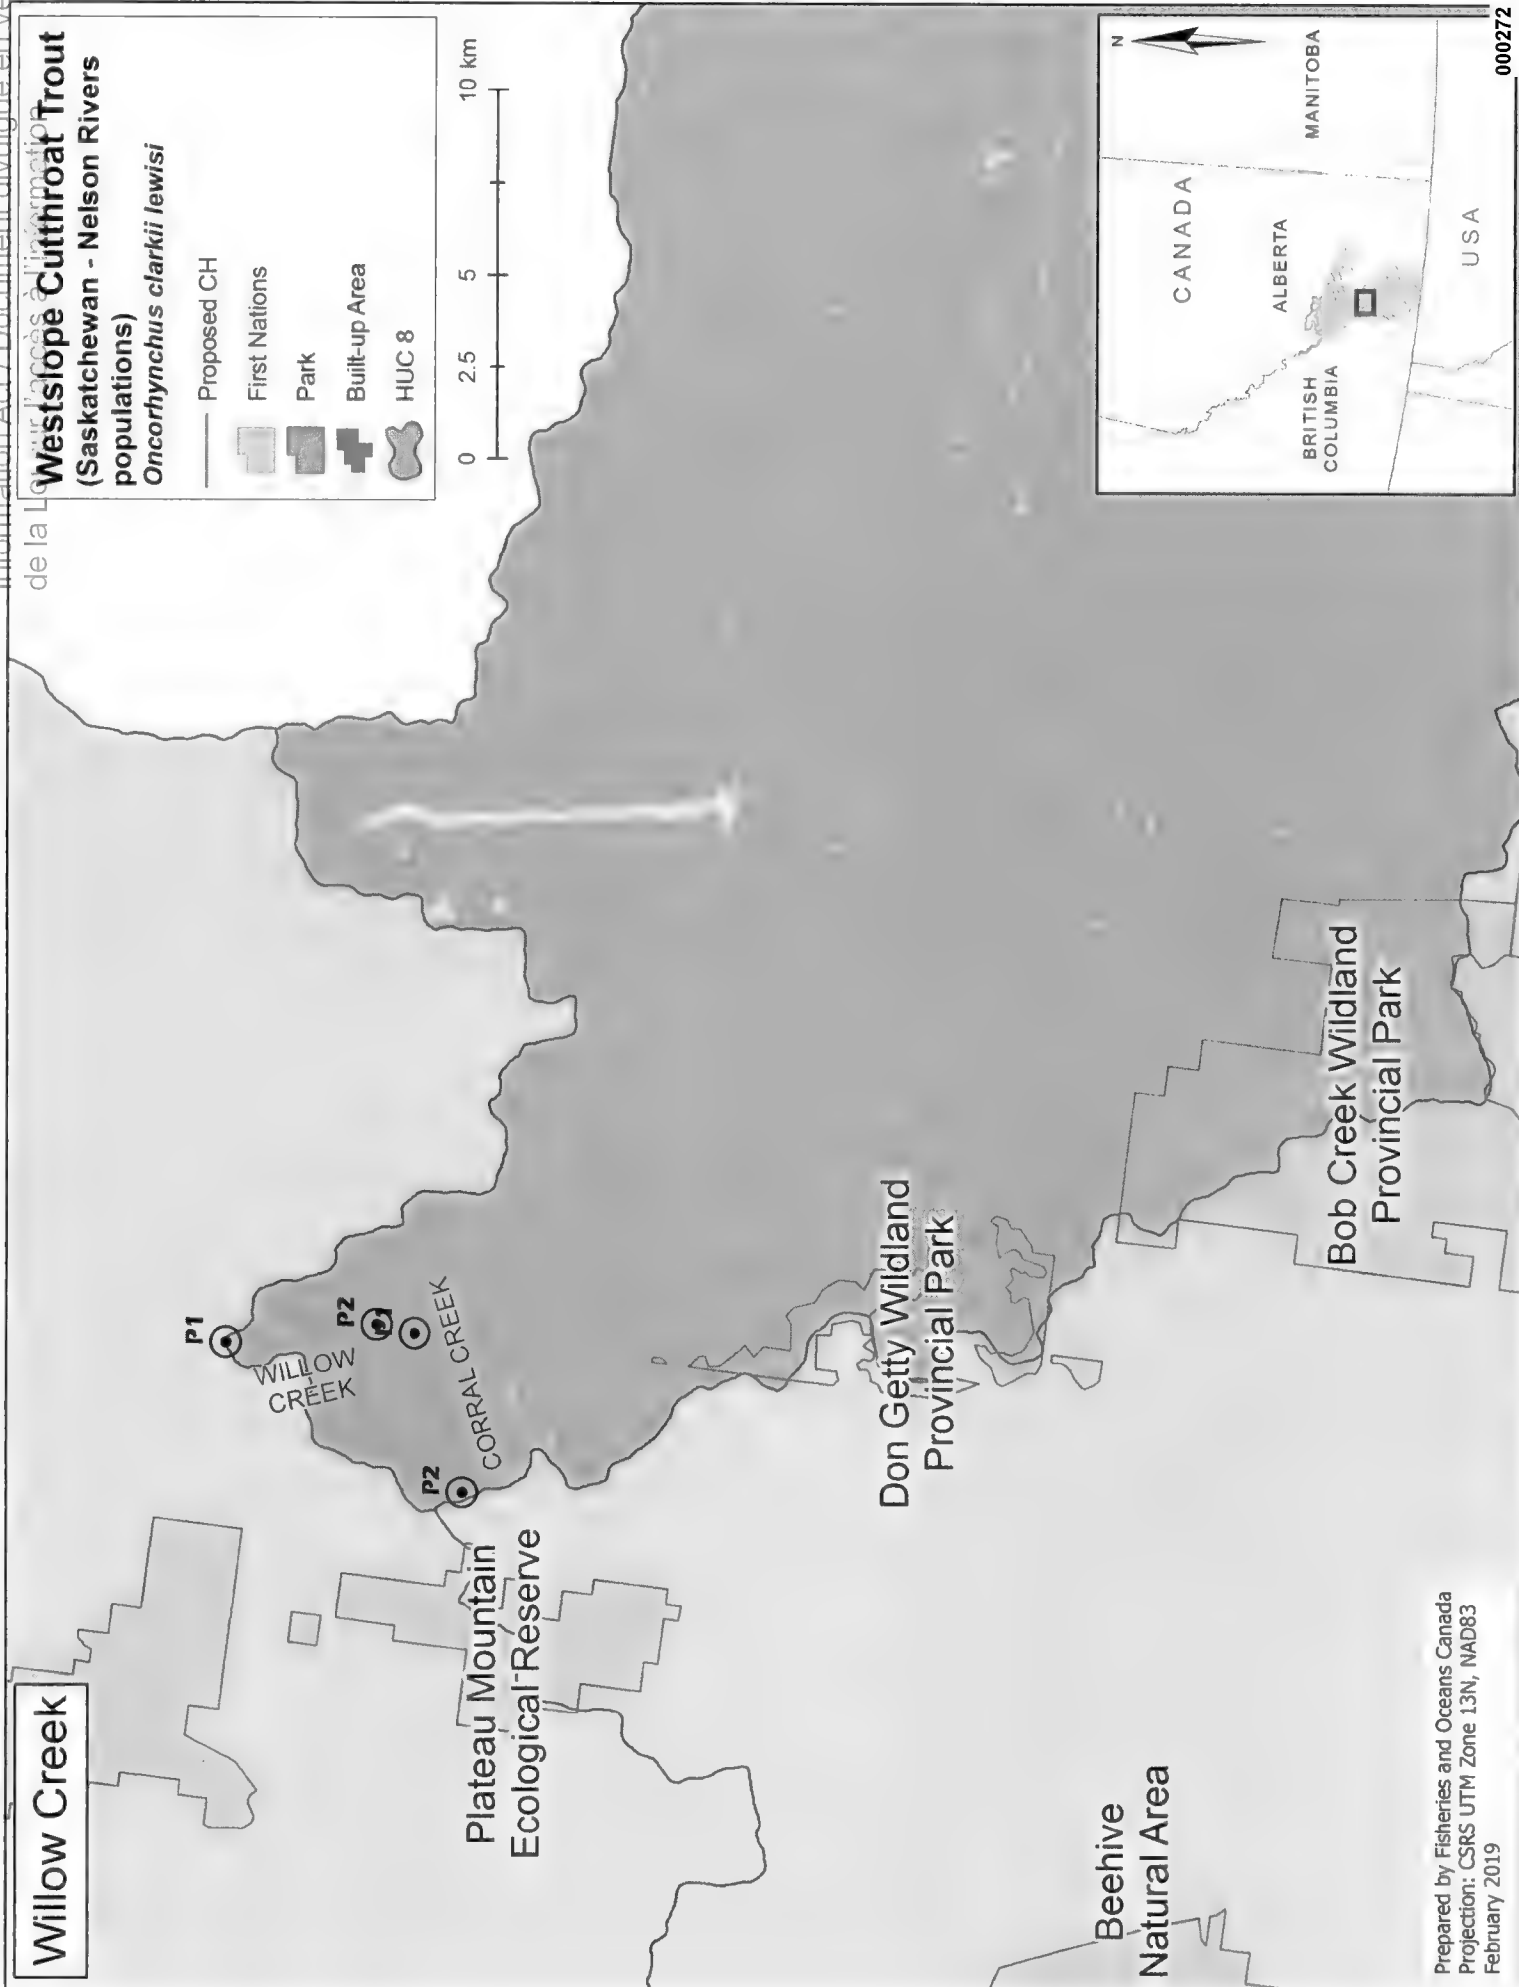 Willow Creek
de la Loi sur l'accès à l'information
Westslope Cutthroat Trout
(Saskatchewan - Nelson Rivers
populations)
Oncorhynchus clarkii lewisi
Proposed CH
First Nations
Park
Built-up Area
HUC 8
0
2.5
5
10 km
P1
WILLOW
CREEK
P2
P1
CORRAL CREEK
P2
Plateau Mountain
Ecological Reserve
Don Getty Wildland
Provincial Park
Bob Creek Wildland
Provincial Park
Beehive
Natural Area
N
CANADA
ALBERTA
MANITOBA
BRITISH
COLUMBIA
USA
Prepared by Fisheries and Oceans Canada
Projection: CSRS UTM Zone 13N, NAD83
February 2019
000272